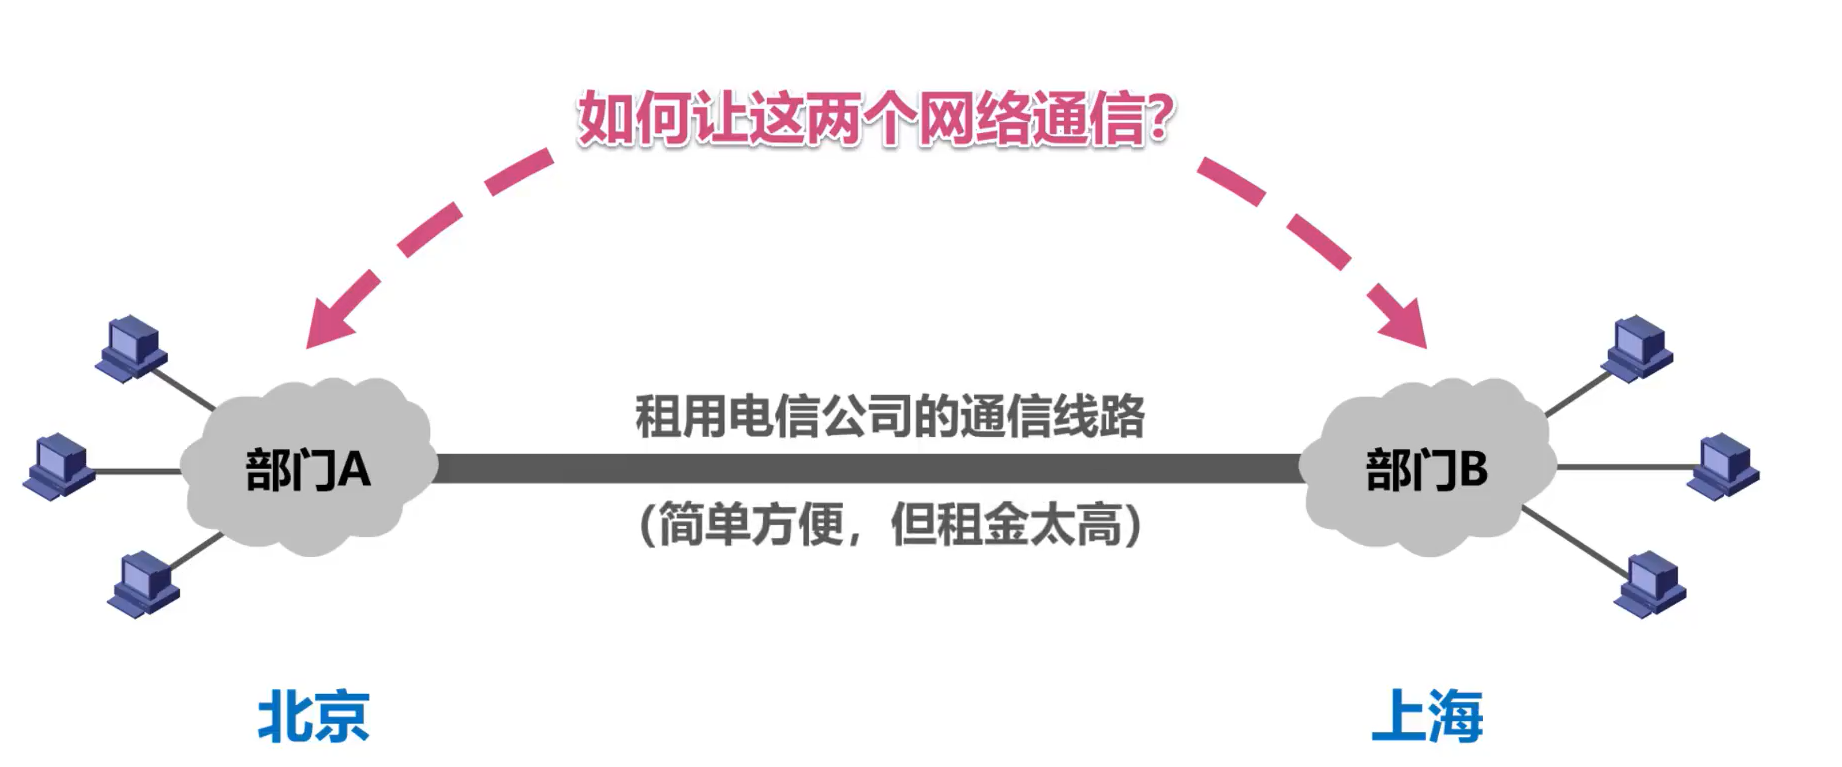 如何让这两个网络通信？
租用电信公司的通信线路
部门A
部门B
（简单方便，但租金太高）
北京
上海